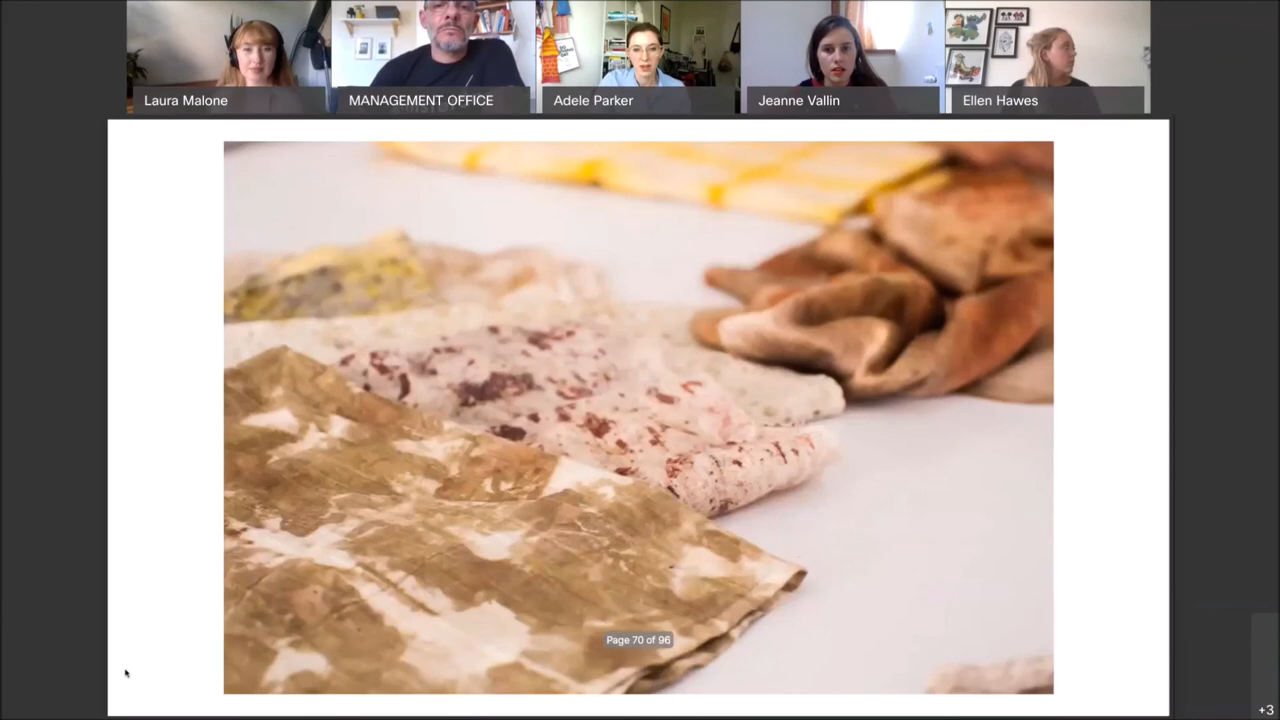 Laura Malone
MANAGEMENT OFFICE
Adele Parker
Jeanne Vallin
Ellen Hawes
Page 70 of 96
+3